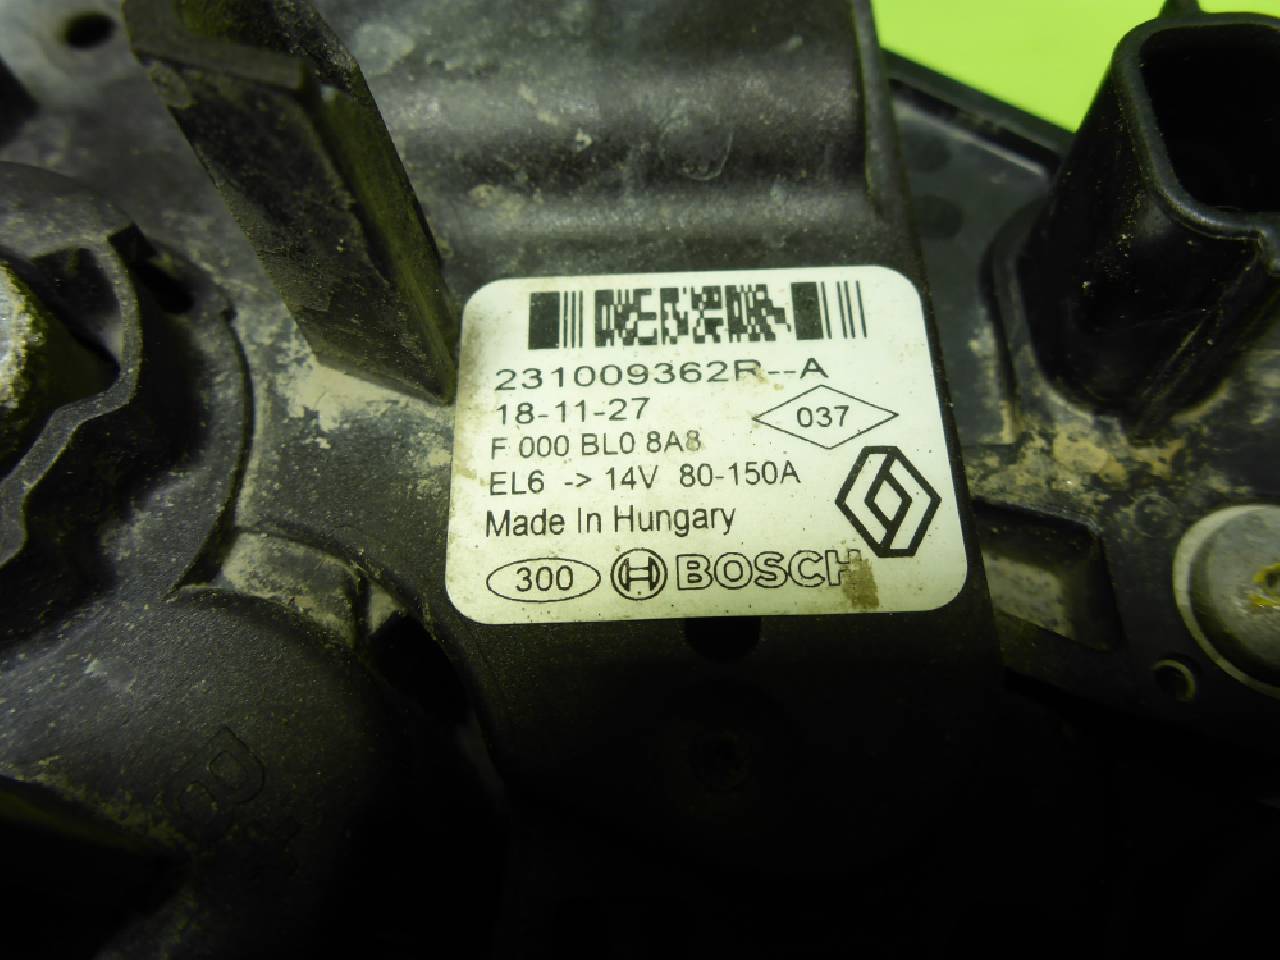 231009362R--A
18-11-27
037
F 000 BL0 8A8
EL6 -> 14V 80-150A
Made In Hungary
300 BOSCH